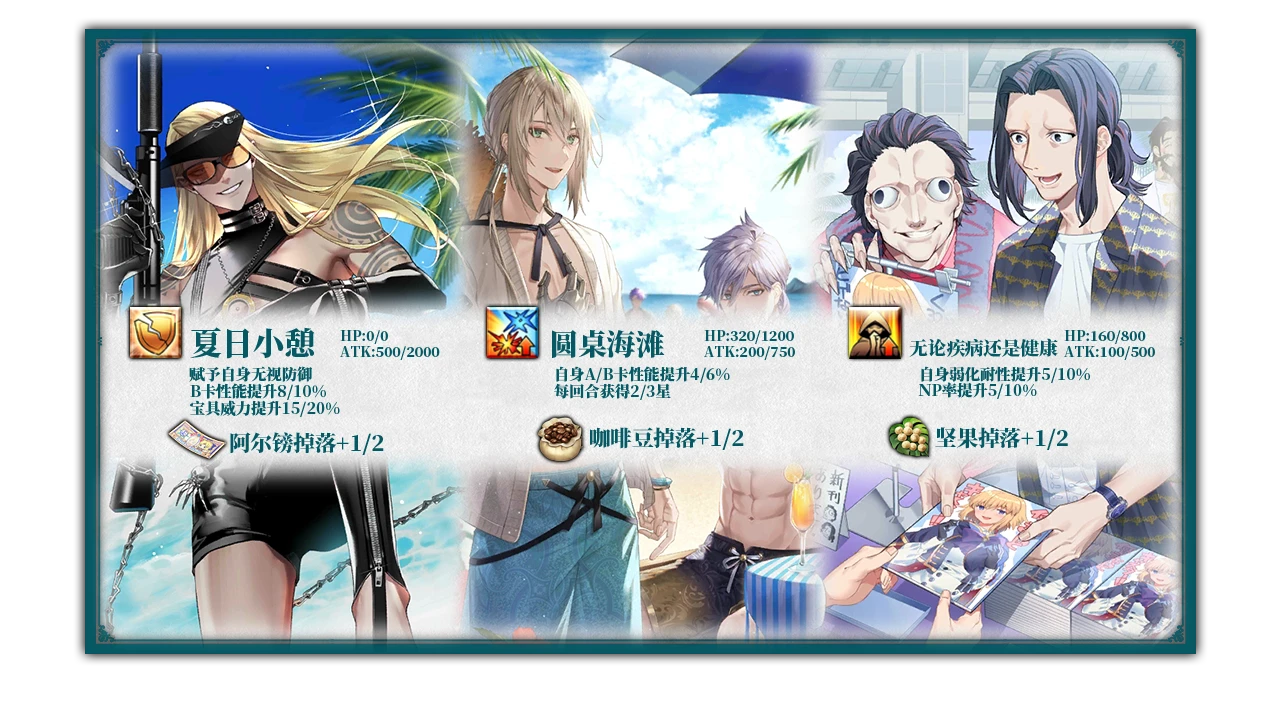 夏日小憩
HP:0/0
ATK:500/2000
赋予自身无视防御
B卡性能提升8/10%
宝具威力提升15/20%
阿尔镑掉落+1/2
圆桌海滩
HP:320/1200
ATK:200/750
自身A/B卡性能提升4/6%
每回合获得2/3星
咖啡豆掉落+1/2
无论疾病还是健康
HP:160/800
ATK:100/500
自身弱化耐性提升5/10%
NP率提升5/10%
坚果掉落+1/2
新刊